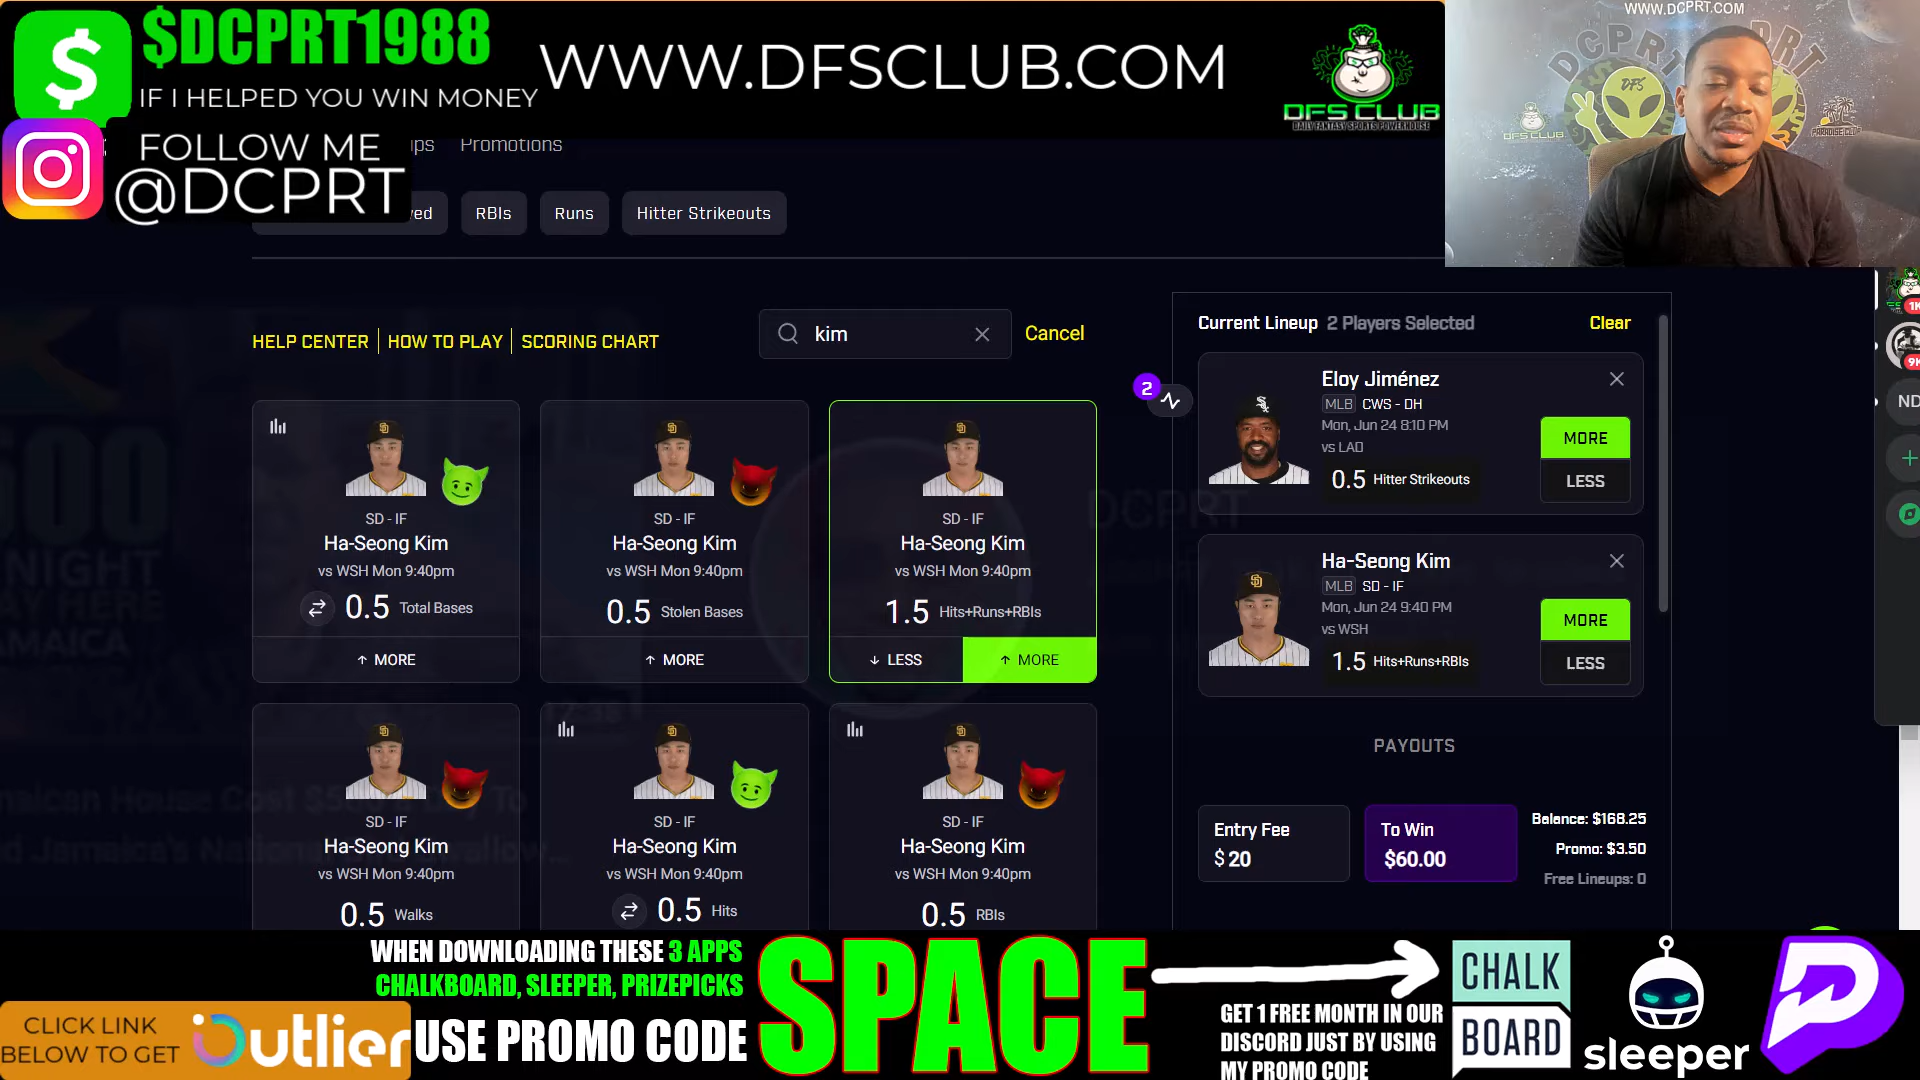 $DCPRT1988
IF I HELPED YOU WIN MONEY
WWW.DFSCLUB.COM
DFS CLUB
DAILY FANTASY SPORTS POWERHOUSE
WWW.DCPRT.COM
DCPRT
DFS
DFS CLUB
FOLLOW ME
@DCPRT
Promotions
RBIs
Runs
Hitter Strikeouts
HELP CENTER
HOW TO PLAY
SCORING CHART
kim
Cancel
Current Lineup 2 Players Selected
Clear
2
Eloy Jiménez
MLB CWS - DH
Mon, Jun 24 8:10 PM
vs LAD
0.5 Hitter Strikeouts
MORE
LESS
Ha-Seong Kim
MLB SD - IF
Mon, Jun 24 9:40 PM
vs WSH
1.5 Hits+Runs+RBIs
MORE
LESS
SD - IF
Ha-Seong Kim
vs WSH Mon 9:40pm
0.5 Total Bases
MORE
SD - IF
Ha-Seong Kim
vs WSH Mon 9:40pm
0.5 Stolen Bases
MORE
SD - IF
Ha-Seong Kim
vs WSH Mon 9:40pm
1.5 Hits+Runs+RBIs
LESS
MORE
SD - IF
Ha-Seong Kim
vs WSH Mon 9:40pm
0.5 Walks
SD - IF
Ha-Seong Kim
vs WSH Mon 9:40pm
0.5 Hits
SD - IF
Ha-Seong Kim
vs WSH Mon 9:40pm
0.5 RBIs
PAYOUTS
Entry Fee
$ 20
To Win
$60.00
Balance: $168.25
Promo: $3.50
Free Lineups: 0
ND
DCPRT
WHEN DOWNLOADING THESE 3 APPS
CHALKBOARD, SLEEPER, PRIZEPICKS
USE PROMO CODE
SPACE
CLICK LINK
BELOW TO GET
Outlier
GET 1 FREE MONTH IN OUR
DISCORD JUST BY USING
MY PROMO CODE
CHALK
BOARD
sleeper